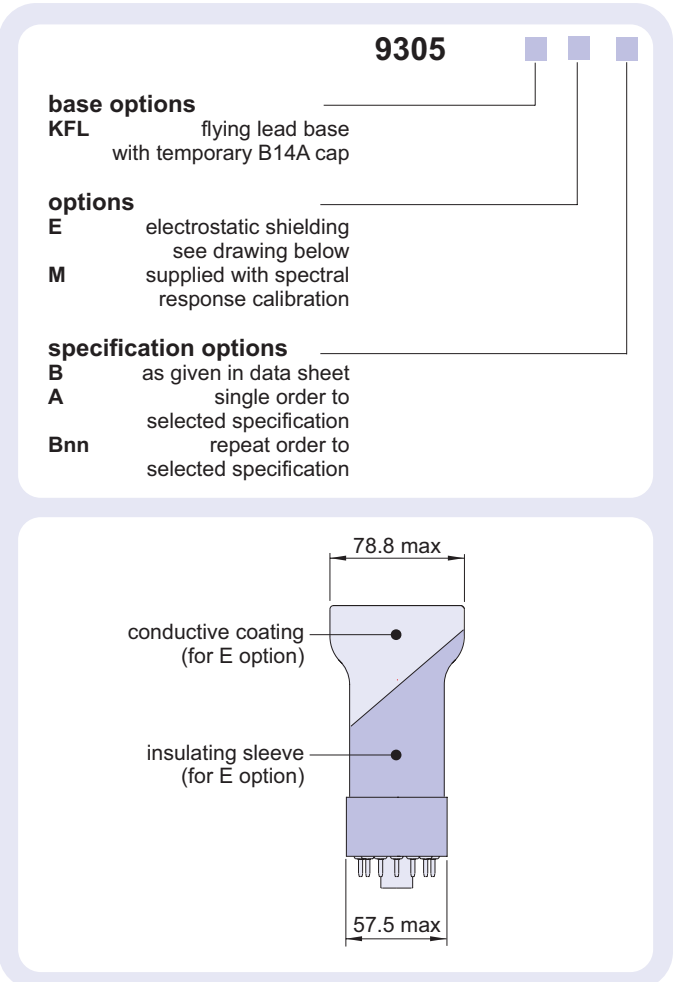 9305
base options
KFL flying lead base
with temporary B14A cap
options
E electrostatic shielding
see drawing below
M supplied with spectral
response calibration
specification options
B as given in data sheet
A single order to
selected specification
Bnn repeat order to
selected specification
78.8 max
conductive coating
(for E option)
insulating sleeve
(for E option)
57.5 max